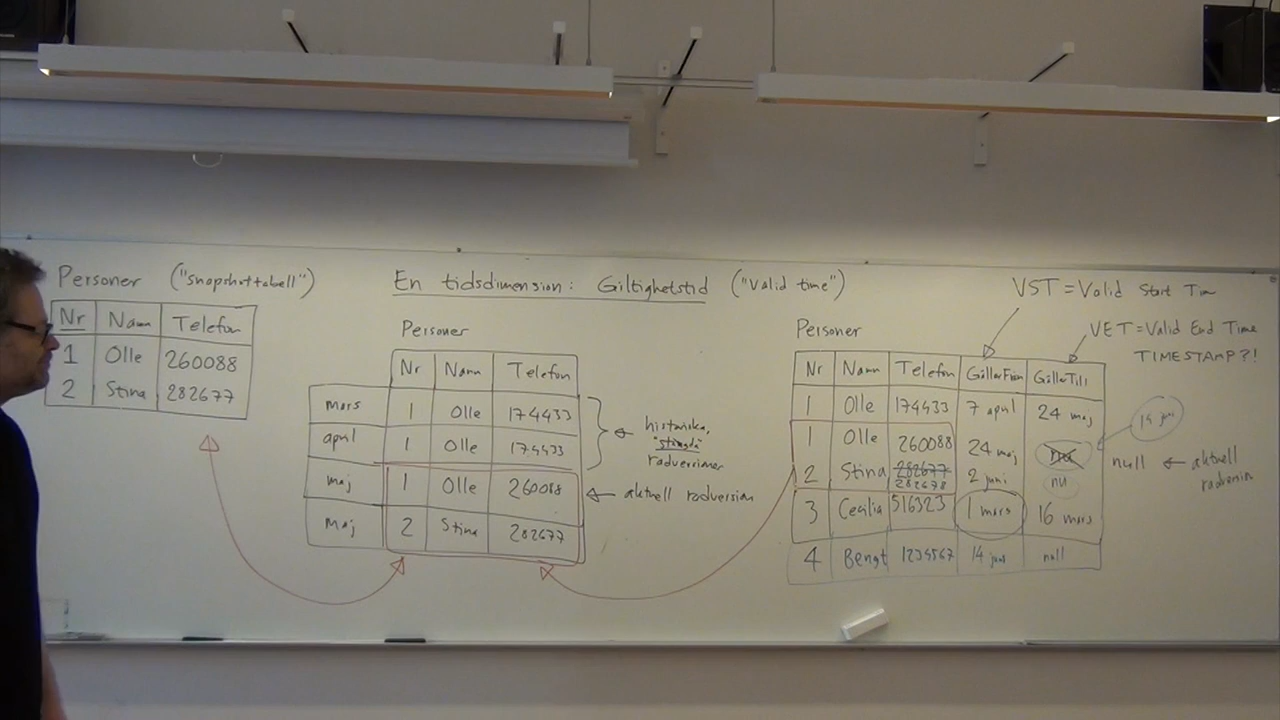 Personer ("snapshottabell")
Nr Namn Telefon
1 Olle 260088
2 Stina 282677
En tidsdimension: Giltighetstid ("Valid time")
Personer
Nr Namn Telefon
mars 1 Olle 174433
april 1 Olle 174433
maj 1 Olle 260088
maj 2 Stina 282677
historiska,
"stängda"
radversioner
aktuell radversion
VST = Valid Start Tim
VET = Valid End Time
TIMESTAMP?!
Personer
Nr Namn Telefon GällerFrån GällerTill
1 Olle 174433 7 april 24 maj
1 Olle 260088 24 maj
2 Stina 282677 2 juni nu
282678
3 Cecilia 516323 1 mars 16 mars
4 Bengt 1234567 14 juni null
14 juni
null aktuell
radversion